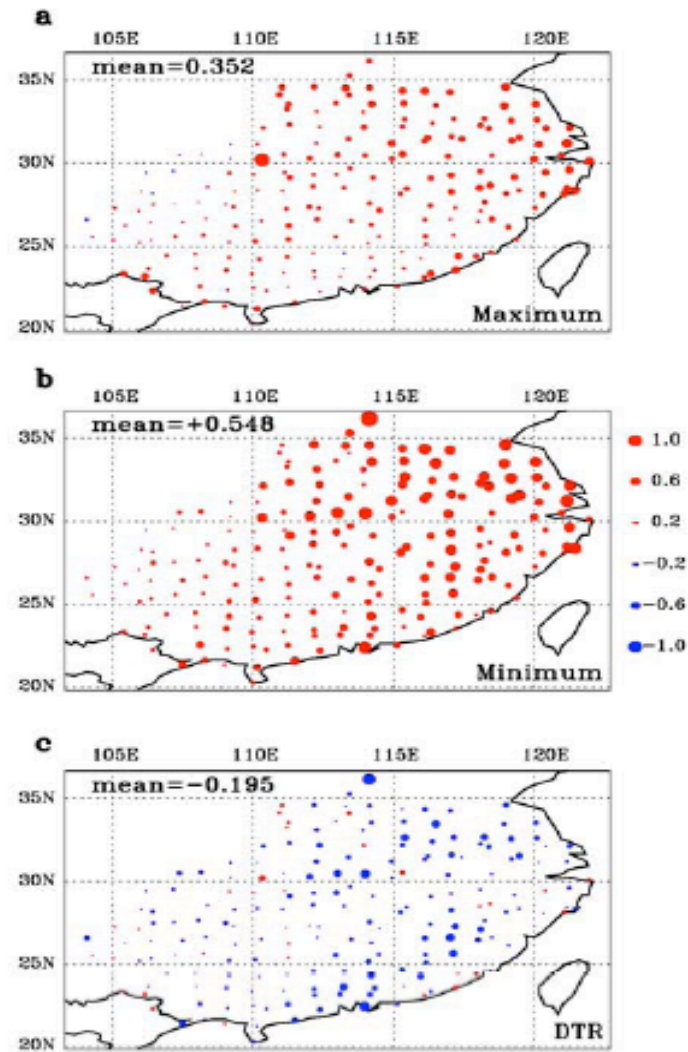 a
105E 110E 115E 120E
mean=0.352
35N
30N
25N
20N
Maximum
b
105E 110E 115E 120E
mean=+0.548
35N
30N
25N
20N
Minimum
1.0
0.6
0.2
−0.2
−0.6
−1.0
c
105E 110E 115E 120E
mean=−0.195
35N
30N
25N
20N
DTR